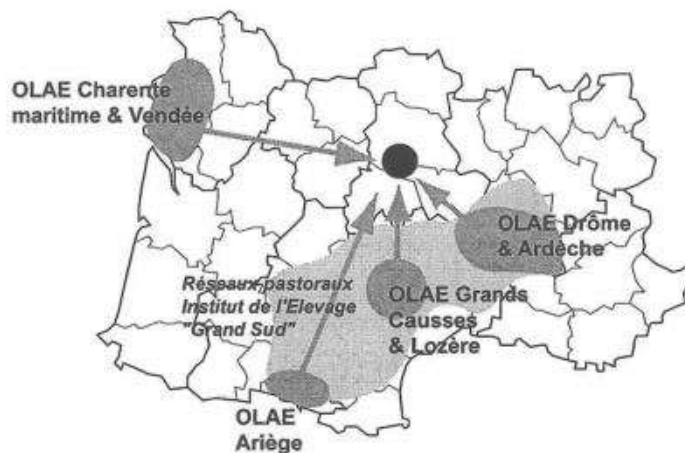 OLAE Charente
maritime & Vendée
OLAE Drôme
& Ardèche
Réseaux pastoraux
Institut de l'Elevage
"Grand Sud"
OLAE Grands
Causses
& Lozère
OLAE
Ariège